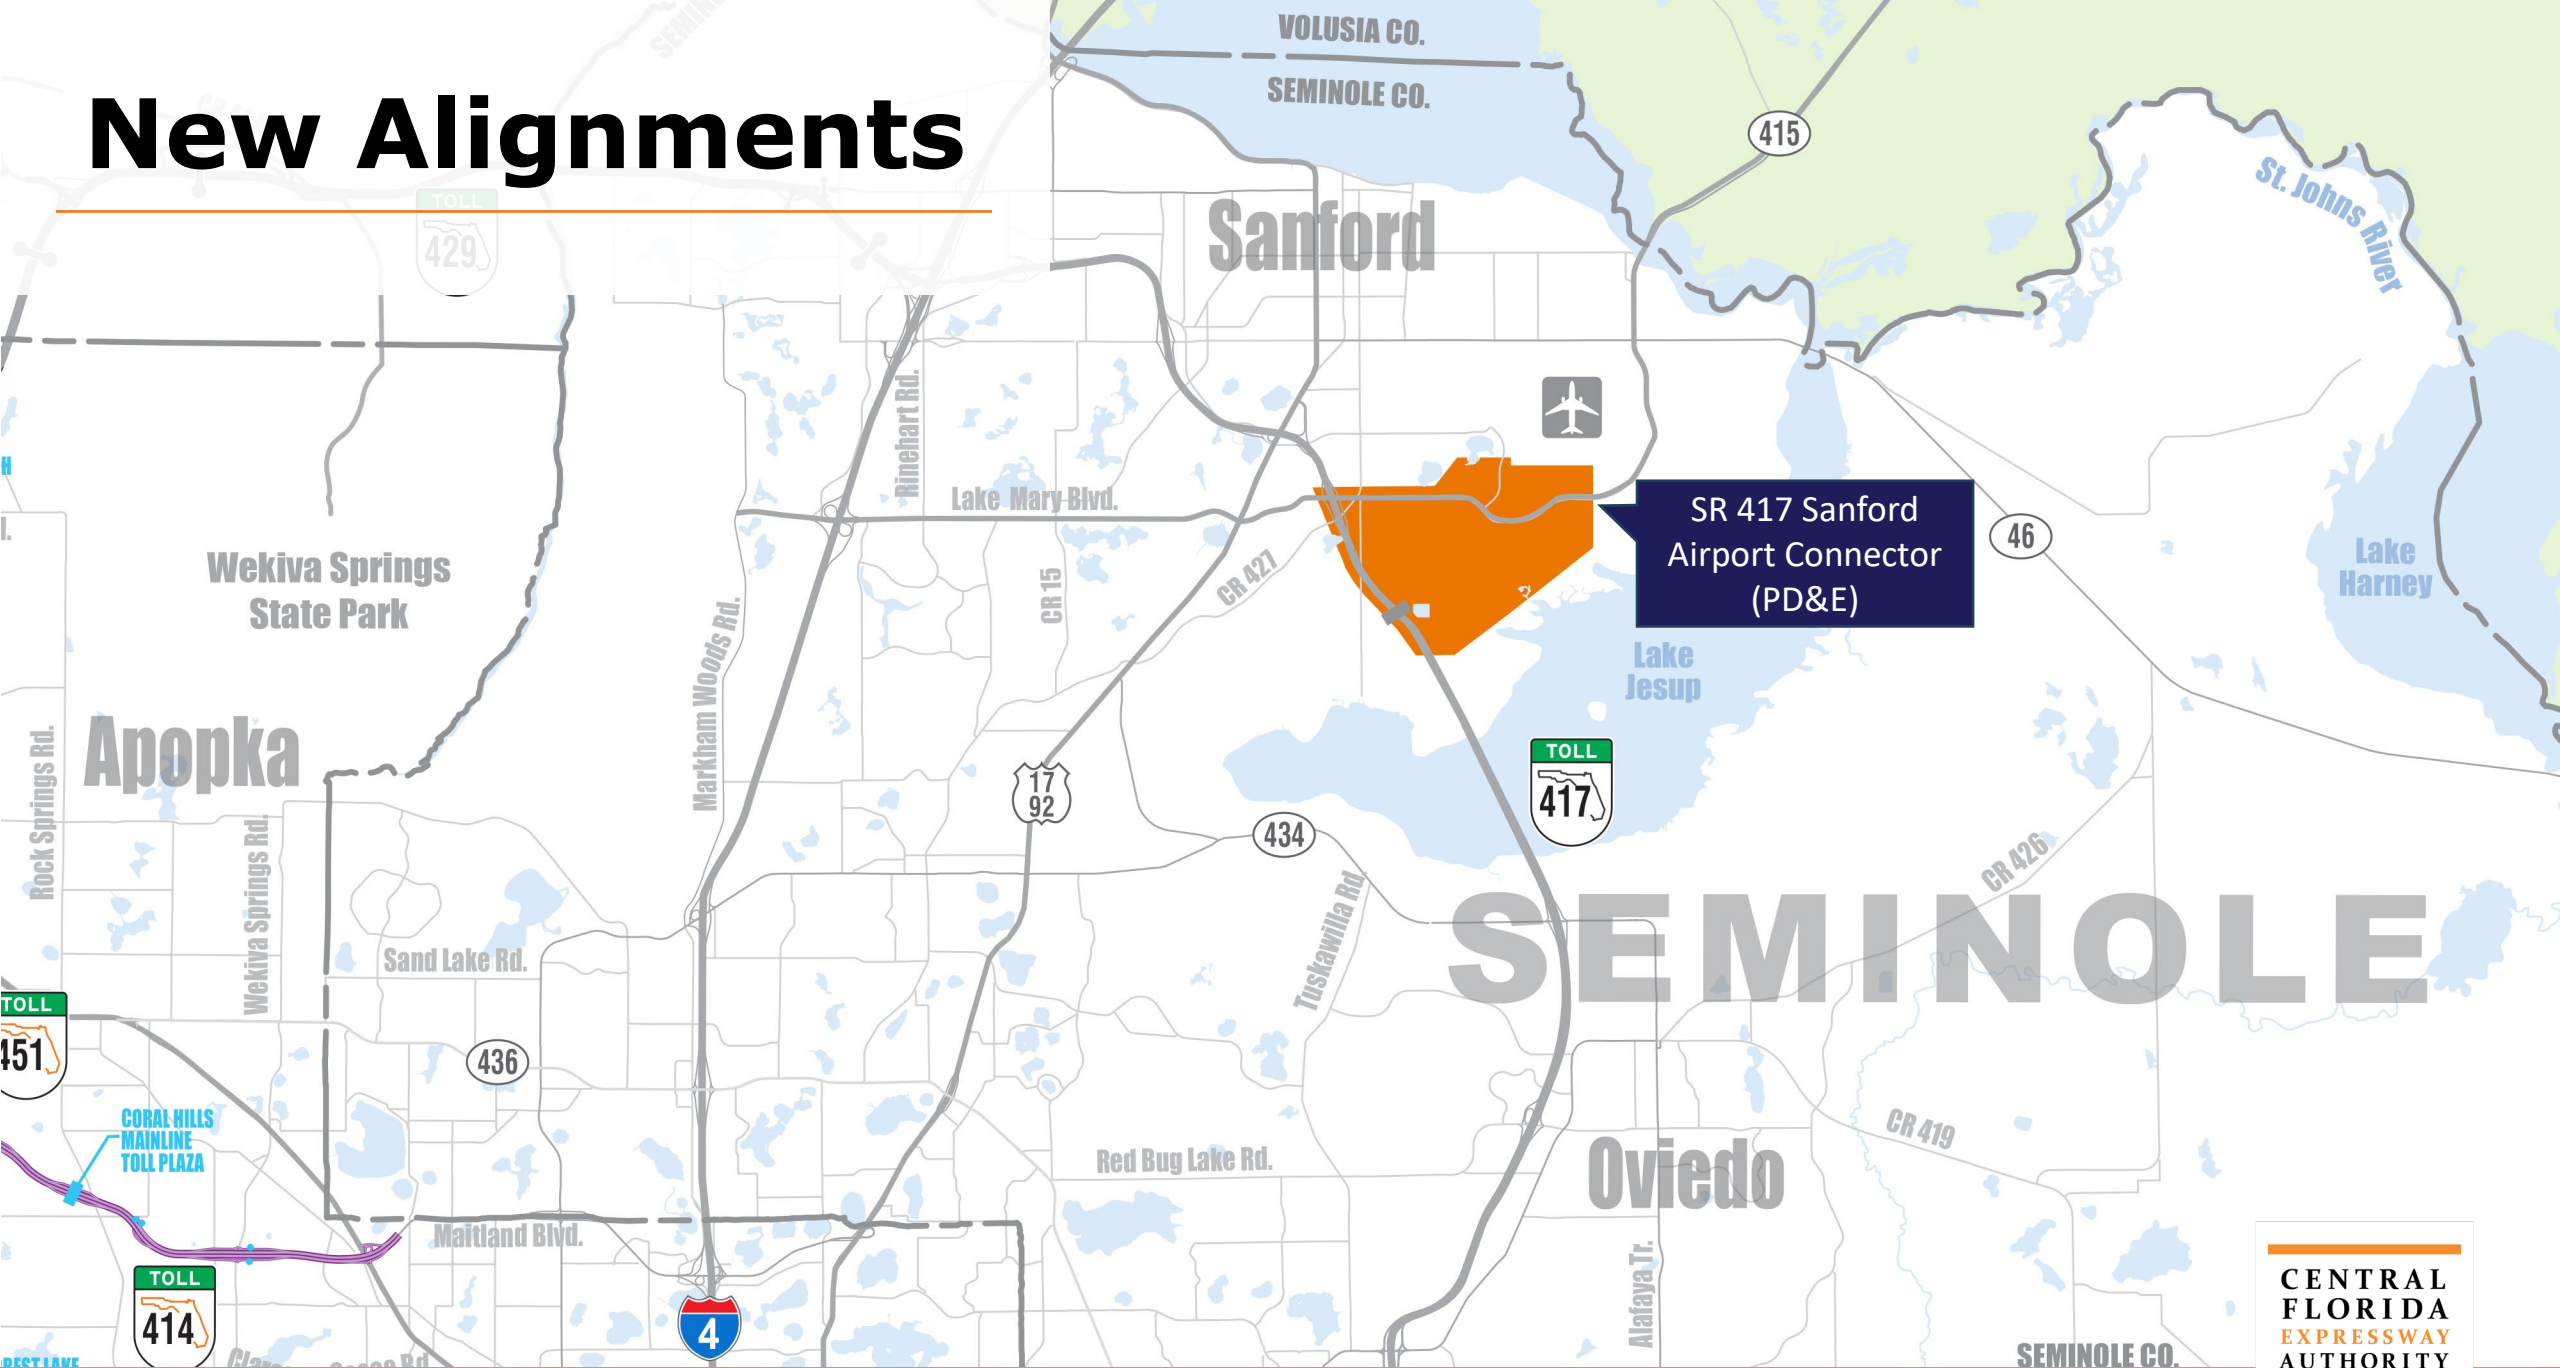 New Alignments
VOLUSIA CO.
SEMINOLE CO.
415
St. Johns River
TOLL
429
Sanford
Rinehart Rd.
Lake Mary Blvd.
SR 417 Sanford
Airport Connector
(PD&E)
46
Lake
Harney
Wekiva Springs
State Park
CR 15
CR 427
Markham Woods Rd.
Lake
Jesup
Apopka
Rock Springs Rd.
Wekiva Springs Rd.
17
92
434
TOLL
417
CR 426
Tuskawilla Rd
SEMINOLE
Sand Lake Rd.
TOLL
451
436
CORAL HILLS
MAINLINE
TOLL PLAZA
Red Bug Lake Rd.
CR 419
Oviedo
Maitland Blvd.
Alafaya Tr.
TOLL
414
4
SEMINOLE CO.
CENTRAL
FLORIDA
EXPRESSWAY
AUTHORITY